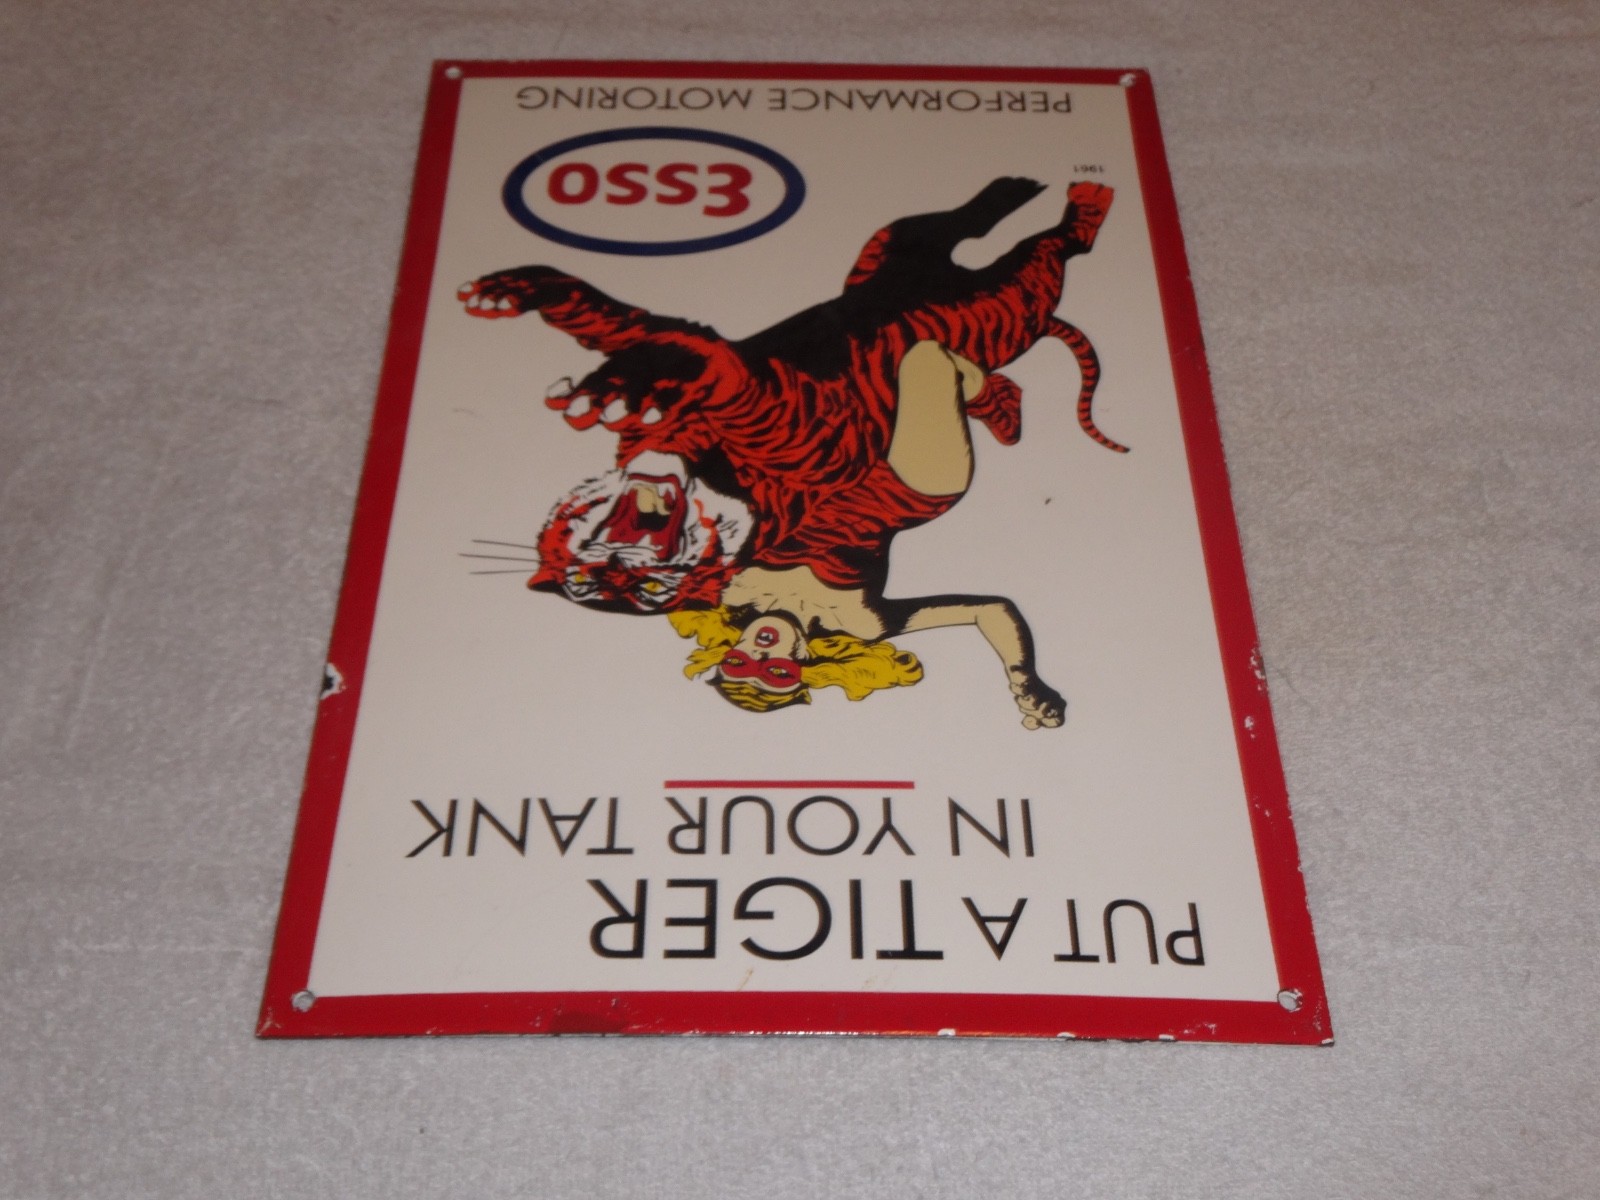 PUT A TIGER
IN YOUR TANK
1961
Esso
PERFORMANCE MOTORING